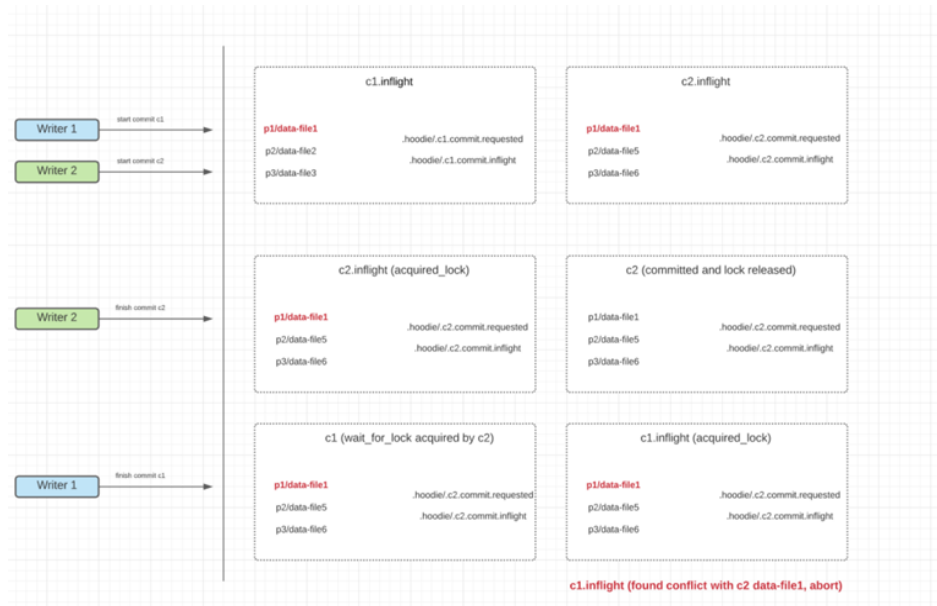 c1.inflight
c2.inflight
Writer 1
start commit c1
p1/data-file1
p2/data-file2
p3/data-file3
.hoodie/.c1.commit.requested
.hoodie/.c1.commit.inflight
p1/data-file1
p2/data-file5
p3/data-file6
.hoodie/.c2.commit.requested
.hoodie/.c2.commit.inflight
Writer 2
start commit c2
c2.inflight (acquired_lock)
c2 (committed and lock released)
Writer 2
finish commit c2
p1/data-file1
p2/data-file5
p3/data-file6
.hoodie/.c2.commit.requested
.hoodie/.c2.commit.inflight
p1/data-file1
p2/data-file5
p3/data-file6
.hoodie/.c2.commit.requested
.hoodie/.c2.commit.inflight
c1 (wait_for_lock acquired by c2)
c1.inflight (acquired_lock)
Writer 1
finish commit c1
p1/data-file1
p2/data-file5
p3/data-file6
.hoodie/.c2.commit.requested
.hoodie/.c2.commit.inflight
p1/data-file1
p2/data-file5
p3/data-file6
.hoodie/.c2.commit.requested
.hoodie/.c2.commit.inflight
c1.inflight (found conflict with c2 data-file1, abort)